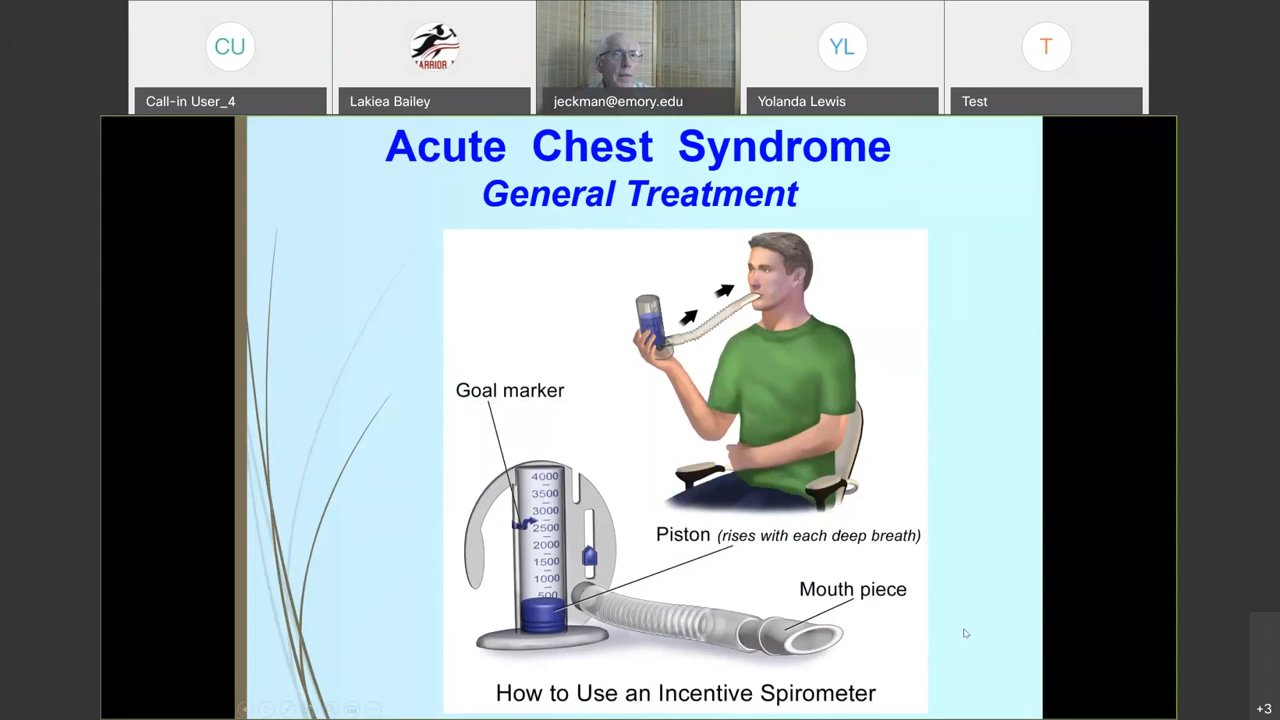 CU
ARRIOR
YL
T
Call-in User_4
Lakiea Bailey
jeckman@emory.edu
Yolanda Lewis
Test
Acute Chest Syndrome
General Treatment
Goal marker
4000
3500
3000
2500
2000
1500
1000
500
Piston (rises with each deep breath)
Mouth piece
How to Use an Incentive Spirometer
+3